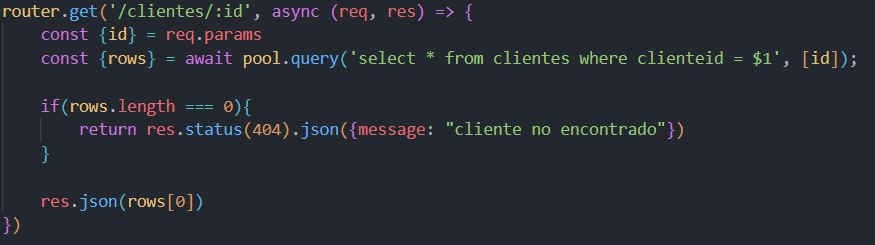 router.get('/clientes/:id', async (req, res) => {
    const {id} = req.params
    const {rows} = await pool.query('select * from clientes where clienteid = $1', [id]);

    if(rows.length === 0){
        return res.status(404).json({message: "cliente no encontrado"})
    }

    res.json(rows[0])
})